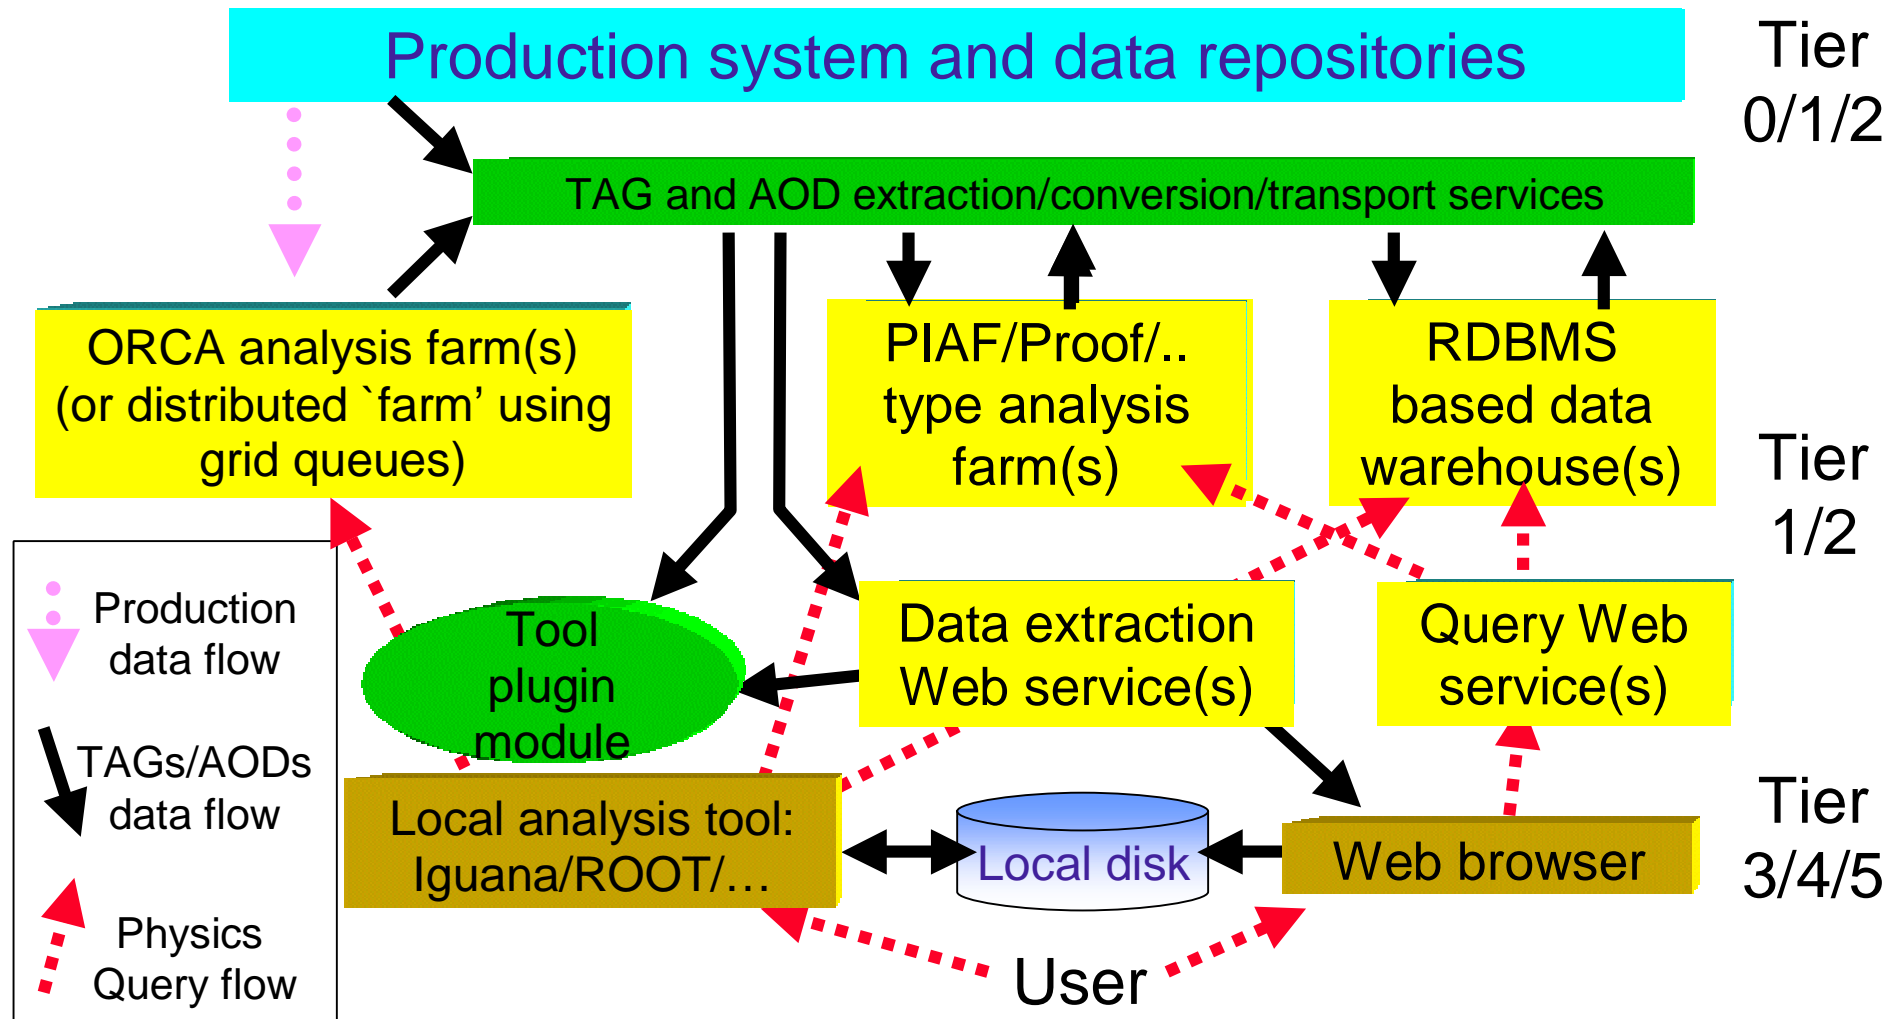 Production system and data repositories
Tier
0/1/2
TAG and AOD extraction/conversion/transport services
ORCA analysis farm(s)
(or distributed `farm' using
grid queues)
PIAF/Proof/..
type analysis
farm(s)
RDBMS
based data
warehouse(s)
Tier
1/2
Production
data flow
TAGs/AODs
data flow
Physics
Query flow
Tool
plugin
module
Data extraction
Web service(s)
Query Web
service(s)
Local analysis tool:
Iguana/ROOT/…
Local disk
Web browser
Tier
3/4/5
User